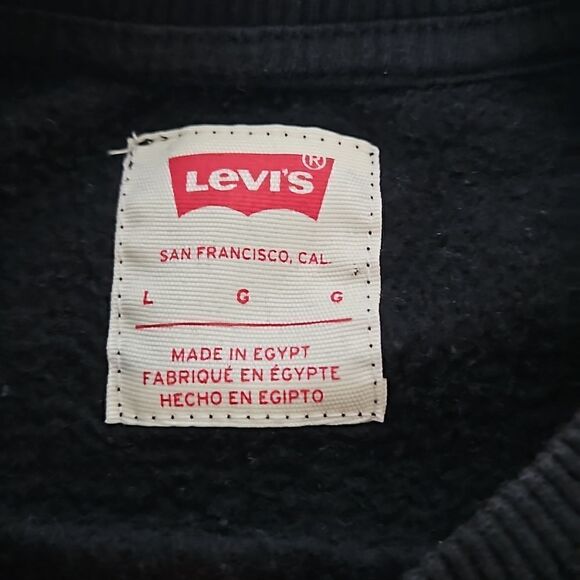 Levi's ®
SAN FRANCISCO, CAL.
L G G
MADE IN EGYPT
FABRIQUÉ EN ÉGYPTE
HECHO EN EGIPTO